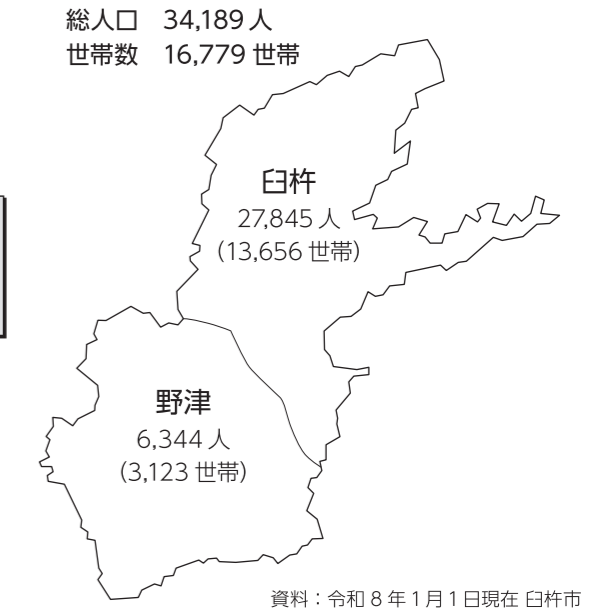 総人口　34,189 人
世帯数　16,779 世帯
臼杵
27,845 人
（13,656 世帯）
野津
6,344 人
（3,123 世帯）
資料：令和 8 年 1 月 1 日現在 臼杵市